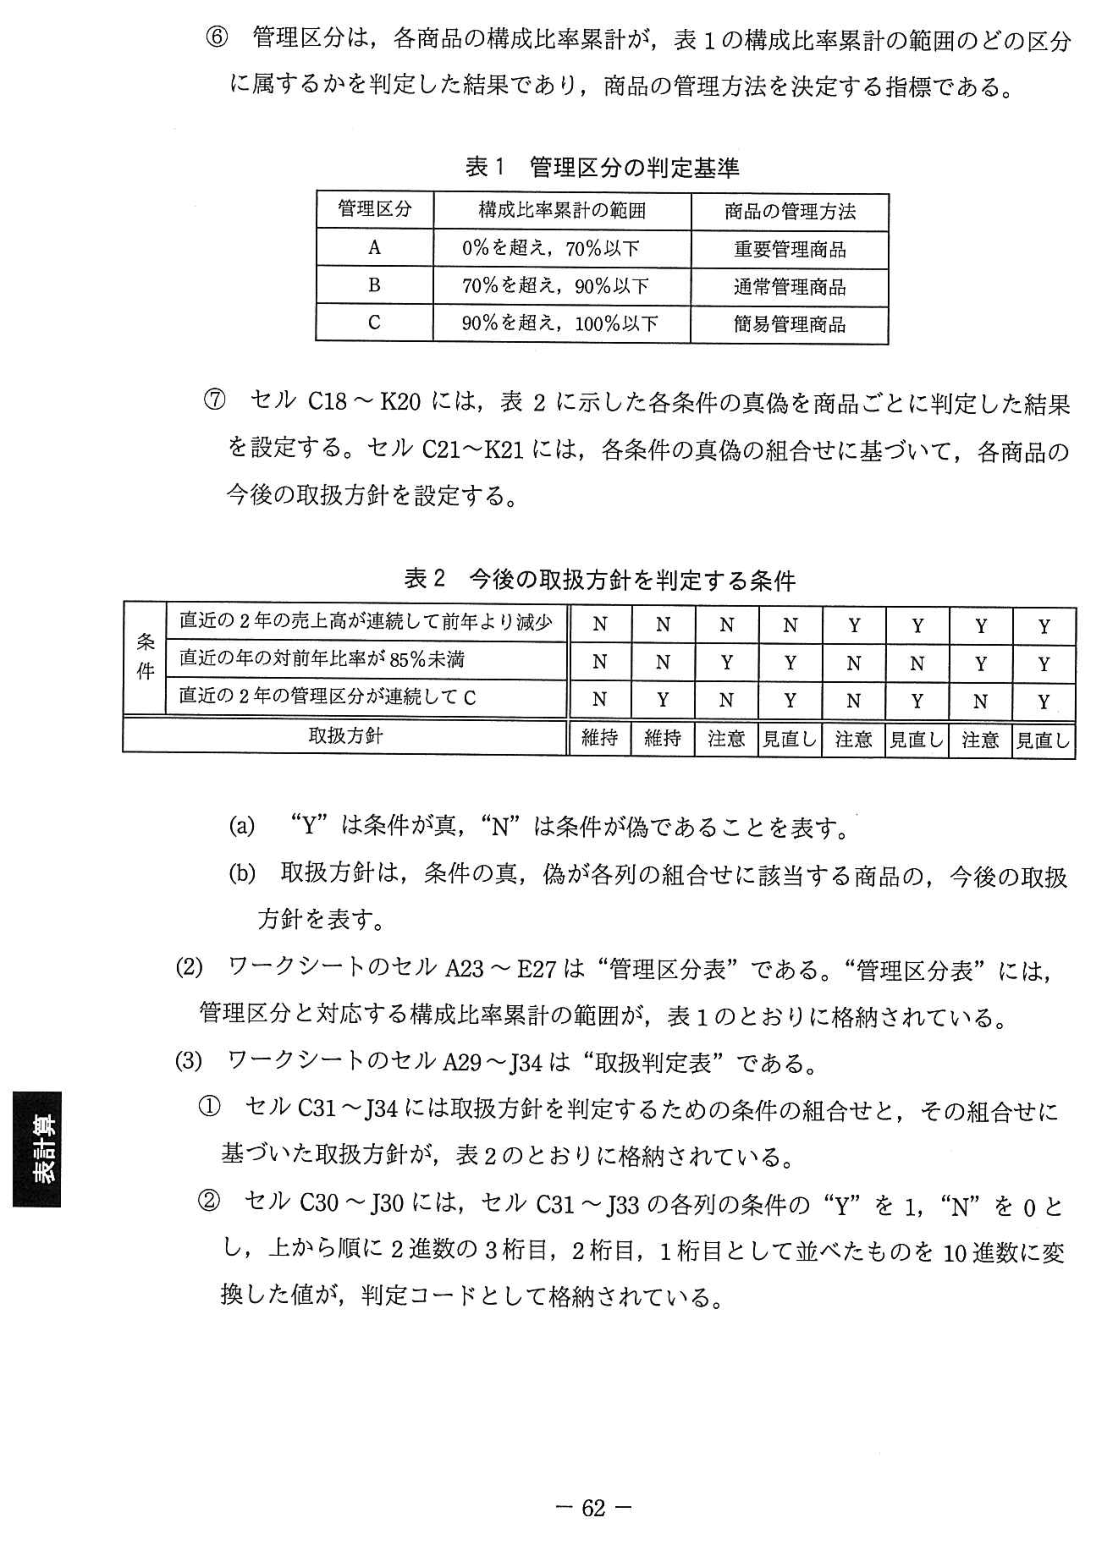 ⑥　管理区分は，各商品の構成比率累計が，表1の構成比率累計の範囲のどの区分
に属するかを判定した結果であり，商品の管理方法を決定する指標である。
表1　管理区分の判定基準
管理区分　構成比率累計の範囲　商品の管理方法
A　0%を超え，70%以下　重要管理商品
B　70%を超え，90%以下　通常管理商品
C　90%を超え，100%以下　簡易管理商品
⑦　セル C18～K20 には，表 2 に示した各条件の真偽を商品ごとに判定した結果
を設定する。セル C21～K21 には，各条件の真偽の組合せに基づいて，各商品の
今後の取扱方針を設定する。
表2　今後の取扱方針を判定する条件
条件
直近の2年の売上高が連続して前年より減少　N　N　N　N　Y　Y　Y　Y
直近の年の対前年比率が85%未満　N　N　Y　Y　N　N　Y　Y
直近の2年の管理区分が連続してC　N　Y　N　Y　N　Y　N　Y
取扱方針　維持　維持　注意　見直し　注意　見直し　注意　見直し
(a)　“Y”は条件が真，“N”は条件が偽であることを表す。
(b)　取扱方針は，条件の真，偽が各列の組合せに該当する商品の，今後の取扱
方針を表す。
(2)　ワークシートのセル A23～E27 は“管理区分表”である。“管理区分表”には，
管理区分と対応する構成比率累計の範囲が，表1のとおりに格納されている。
(3)　ワークシートのセル A29～J34 は“取扱判定表”である。
①　セル C31～J34 には取扱方針を判定するための条件の組合せと，その組合せに
基づいた取扱方針が，表2のとおりに格納されている。
②　セル C30～J30 には，セル C31～J33 の各列の条件の“Y”を 1，“N”を 0 と
し，上から順に2進数の3桁目，2桁目，1桁目として並べたものを10進数に変
換した値が，判定コードとして格納されている。
表計算
－ 62 －